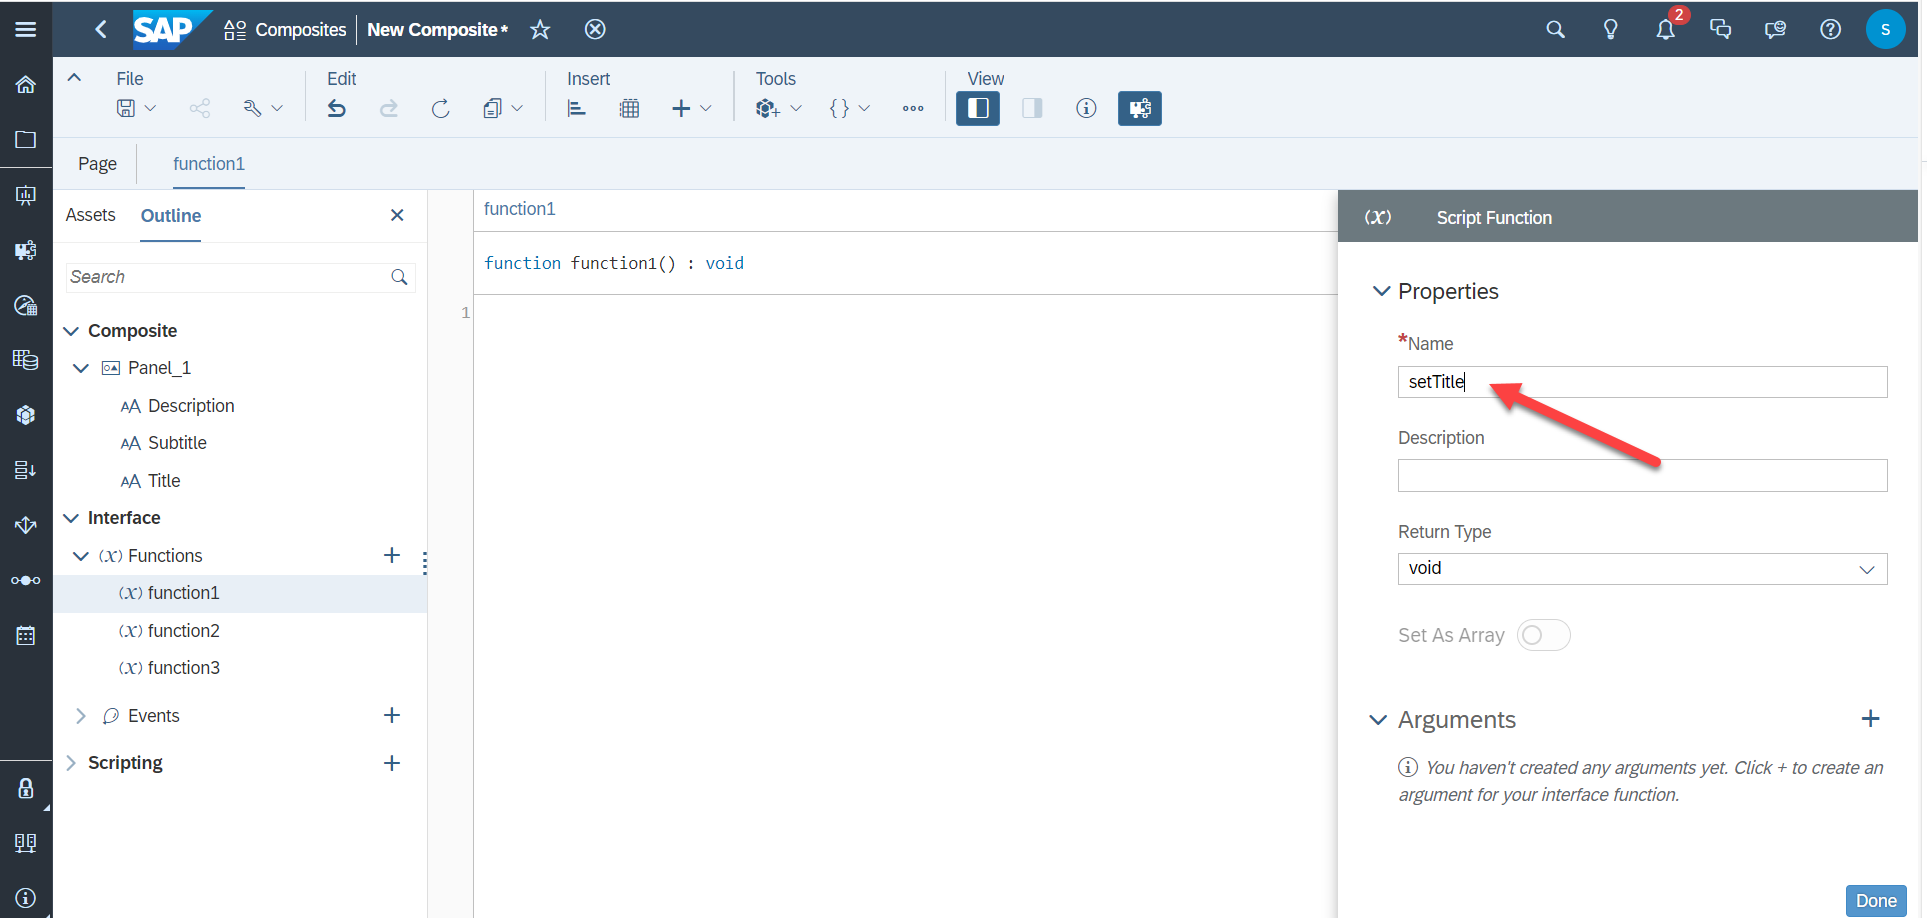 SAP Composites New Composite * 2 S
File Edit Insert Tools View
Page function1
Assets Outline
Search
Composite
Panel_1
Description
Subtitle
Title
Interface
(X) Functions
(X) function1
(X) function2
(X) function3
Events
Scripting
function1
function function1() : void
1
(X) Script Function
Properties
*Name
setTitle
Description
Return Type
void
Set As Array
Arguments
You haven't created any arguments yet. Click + to create an
argument for your interface function.
Done